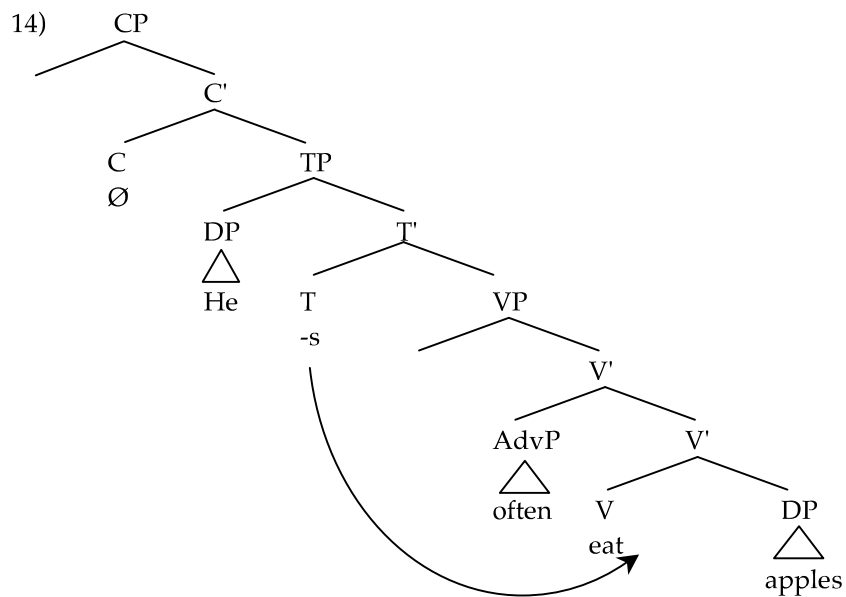 14) CP
C'
C TP
Ø
DP T'
He T VP
-s
V'
AdvP V'
often V DP
eat
apples